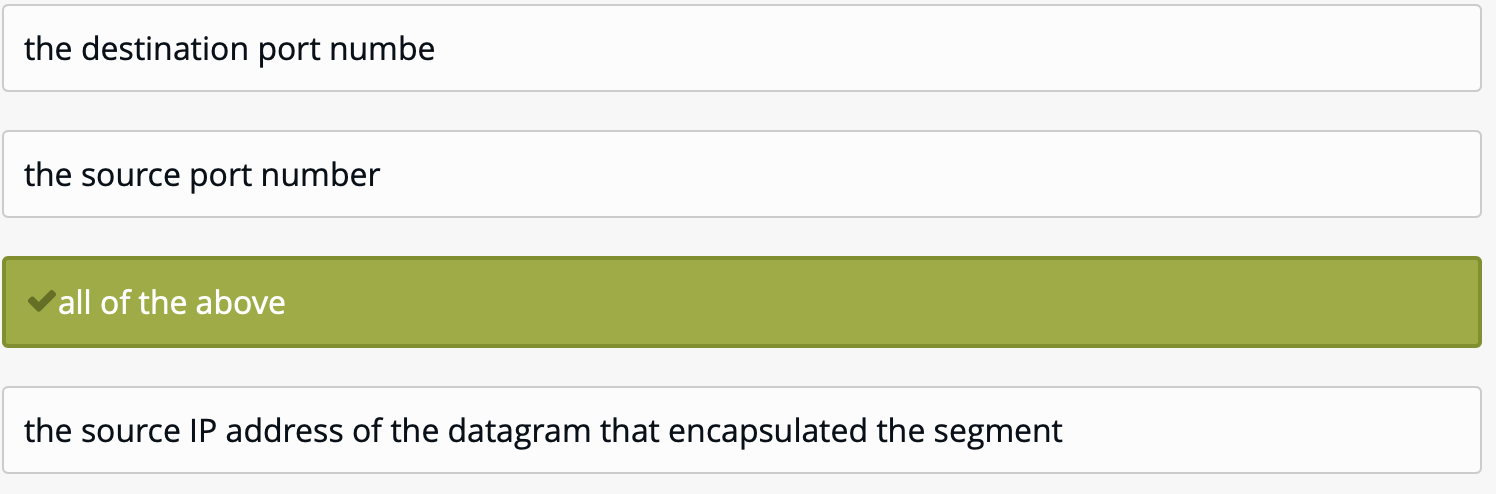 the destination port numbe
the source port number
all of the above
the source IP address of the datagram that encapsulated the segment